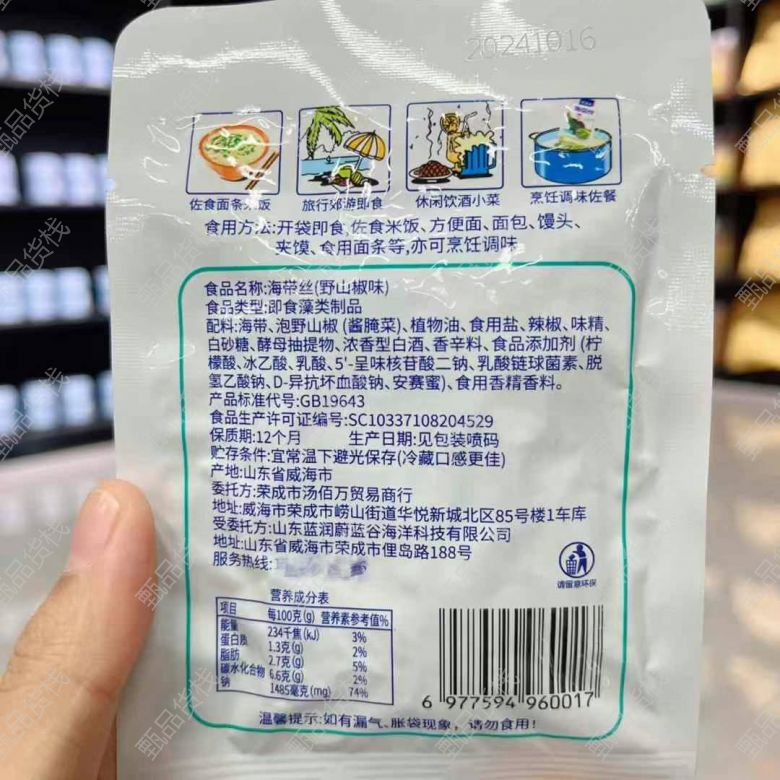 20241016
佐食面条米饭
旅行郊游即食
休闲饮酒小菜
烹饪调味佐餐
食用方法:开袋即食,佐食米饭、方便面、面包、馒头、
夹馍、食用面条等,亦可烹饪调味
食品名称:海带丝(野山椒味)
食品类型:即食藻类制品
配料:海带、泡野山椒 (酱腌菜)、植物油、食用盐、辣椒、味精、
白砂糖、酵母抽提物、浓香型白酒、香辛料、食品添加剂 (柠
檬酸、冰乙酸、乳酸、5'-呈味核苷酸二钠、乳酸链球菌素、脱
氢乙酸钠、D-异抗坏血酸钠、安赛蜜)、食用香精香料。
产品标准代号:GB19643
食品生产许可证编号:SC10337108204529
保质期:12个月 生产日期:见包装喷码
贮存条件:宜常温下避光保存(冷藏口感更佳)
产地:山东省威海市
委托方:荣成市汤佰万贸易商行
地址:威海市荣成市崂山街道华悦新城北区85号楼1车库
受委托方:山东蓝润蔚蓝谷海洋科技有限公司
地址:山东省威海市荣成市俚岛路188号
服务热线:
请留意环保
营养成分表
项目 每100克(g) 营养素参考值%
能量 234千焦(kJ) 3%
蛋白质 1.3克(g) 2%
脂肪 2.7克(g) 5%
碳水化合物 6.6克(g) 2%
钠 1485毫克(mg) 74%
6 977594 960017
温馨提示:如有漏气、胀袋现象，请勿食用！
甄品货栈